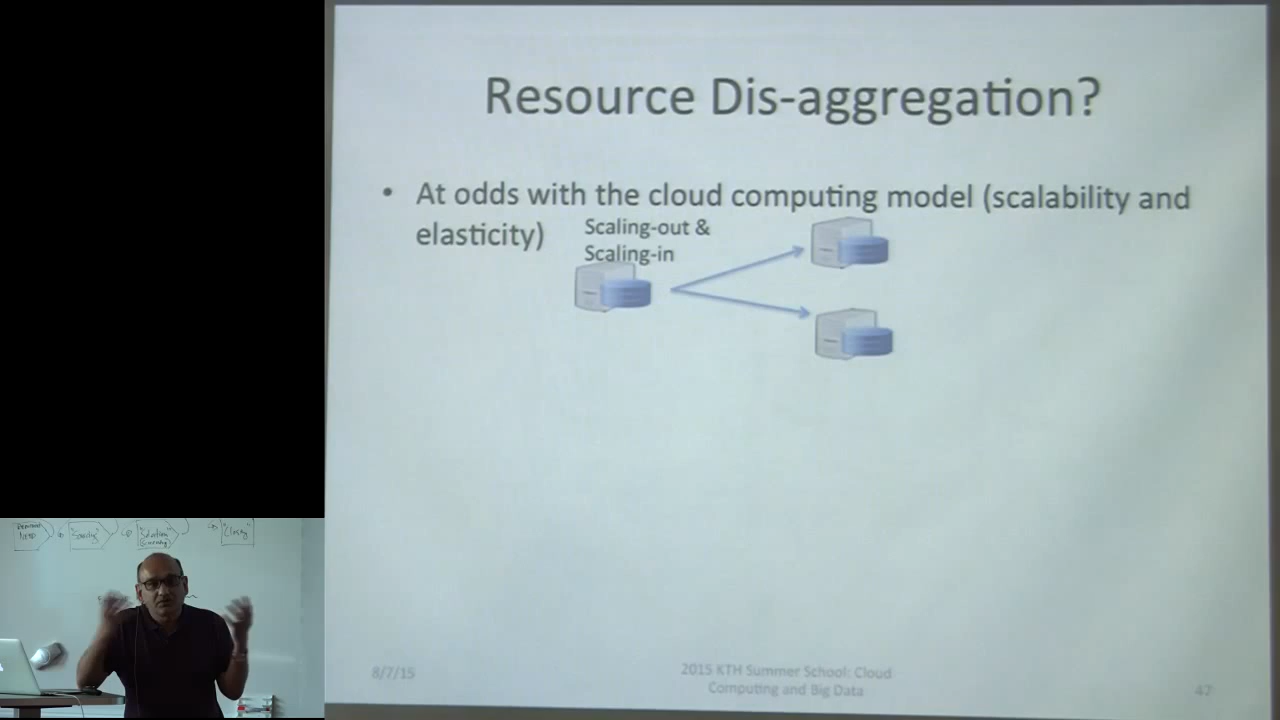 Resource Dis-aggregation?
• At odds with the cloud computing model (scalability and
elasticity)
Scaling-out &
Scaling-in
8/7/15
2015 KTH Summer School: Cloud
Computing and Big Data
47
"Closing"